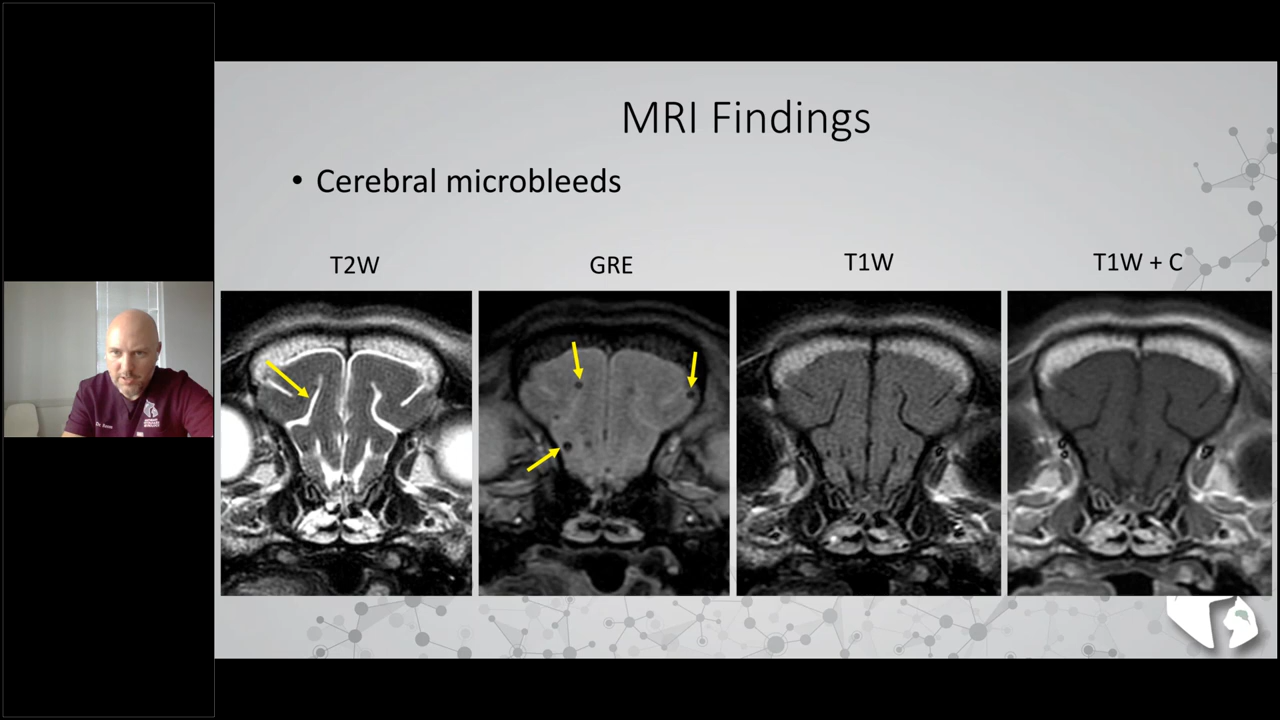 MRI Findings
• Cerebral microbleeds
T2W
GRE
T1W
T1W + C